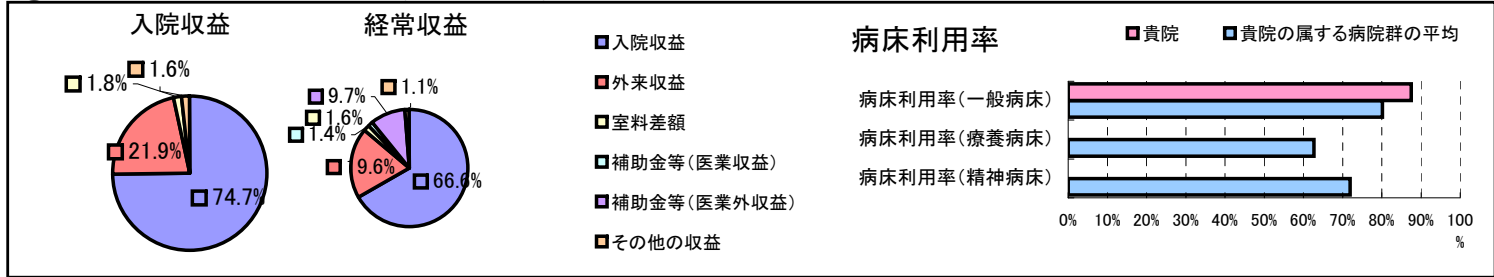 入院収益
1.8%
1.6%
21.9%
74.7%
経常収益
1.1%
9.7%
1.6%
1.4%
9.6%
66.6%
入院収益
外来収益
室料差額
補助金等(医業収益)
補助金等(医業外収益)
その他の収益
病床利用率
貴院
貴院の属する病院群の平均
病床利用率(一般病床)
病床利用率(療養病床)
病床利用率(精神病床)
0% 10% 20% 30% 40% 50% 60% 70% 80% 90% 100
%